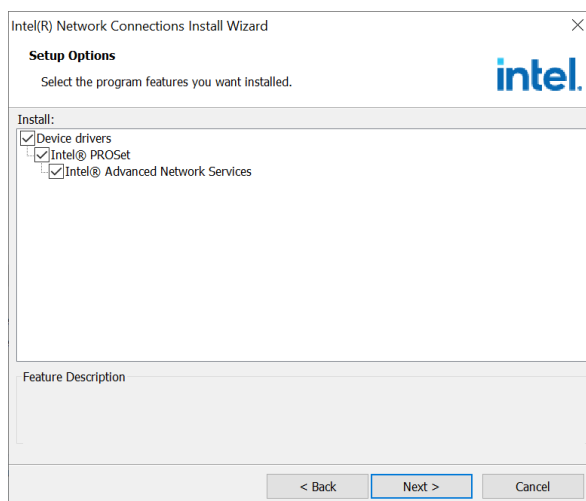 Intel(R) Network Connections Install Wizard
Setup Options
Select the program features you want installed.
intel.
Install:
Device drivers
Intel® PROSet
Intel® Advanced Network Services
Feature Description
< Back
Next >
Cancel